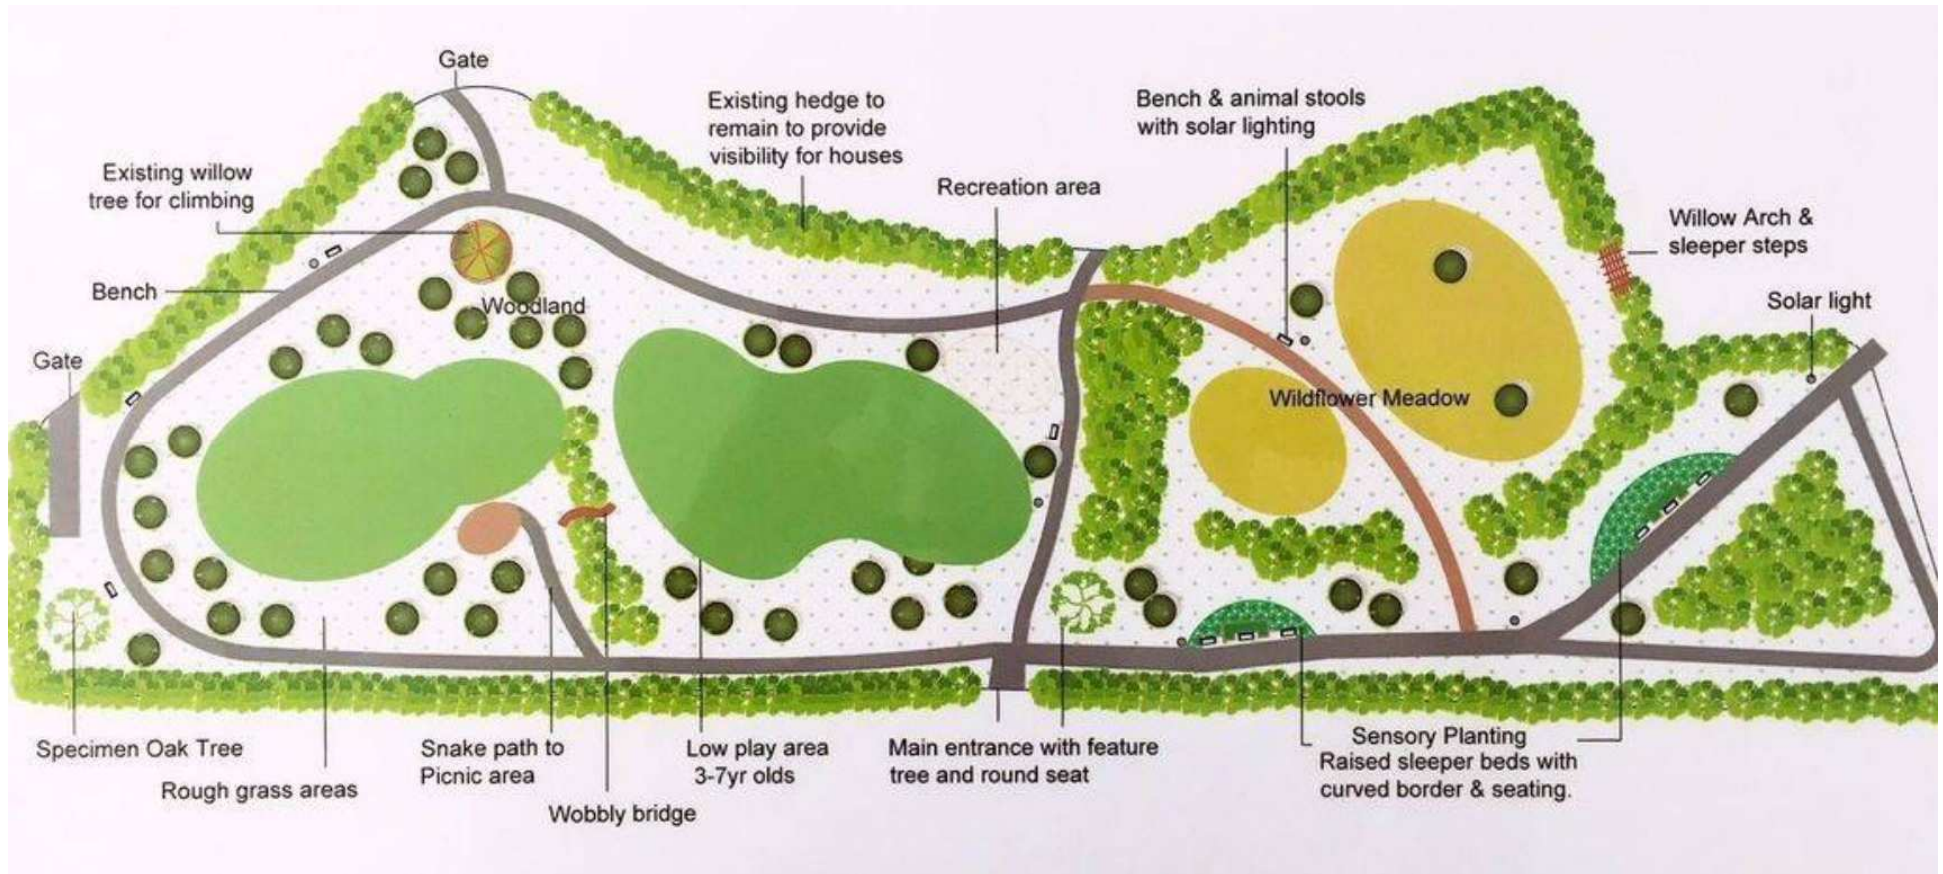 Gate
Existing hedge to
remain to provide
visibility for houses
Bench & animal stools
with solar lighting
Existing willow
tree for climbing
Recreation area
Willow Arch &
sleeper steps
Bench
Woodland
Solar light
Gate
Wildflower Meadow
Specimen Oak Tree
Rough grass areas
Snake path to
Picnic area
Wobbly bridge
Low play area
3-7yr olds
Main entrance with feature
tree and round seat
Sensory Planting
Raised sleeper beds with
curved border & seating.